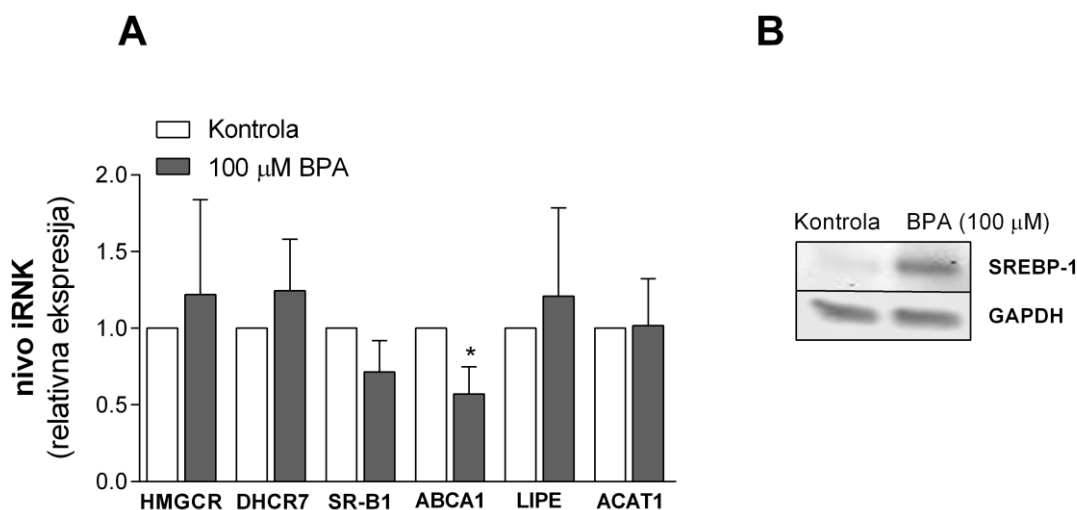 A
Kontrola
100 μM BPA
nivo iRNK
(relativna ekspresija)
2.0
1.5
1.0
0.5
0.0
*
HMGCR DHCR7 SR-B1 ABCA1 LIPE ACAT1
B
Kontrola BPA (100 μM)
SREBP-1
GAPDH